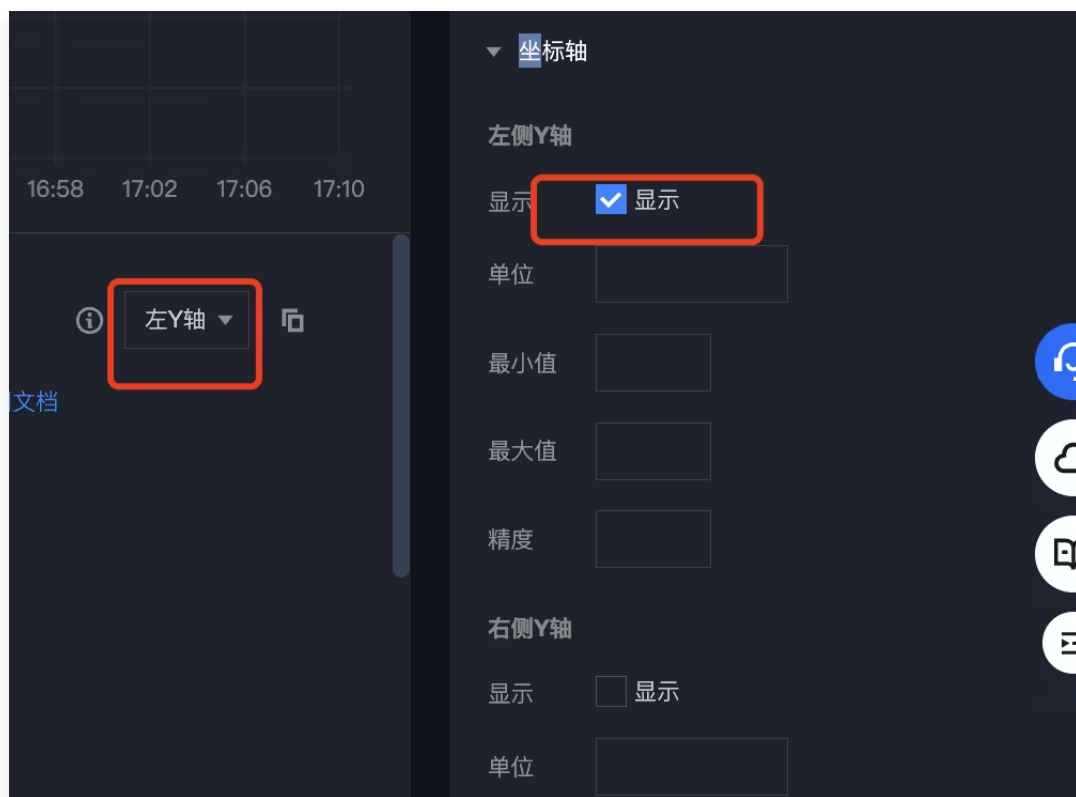 坐标轴
左侧Y轴
16:58 17:02 17:06 17:10
显示 显示
单位
左Y轴
最小值
文档
最大值
精度
右侧Y轴
显示 显示
单位